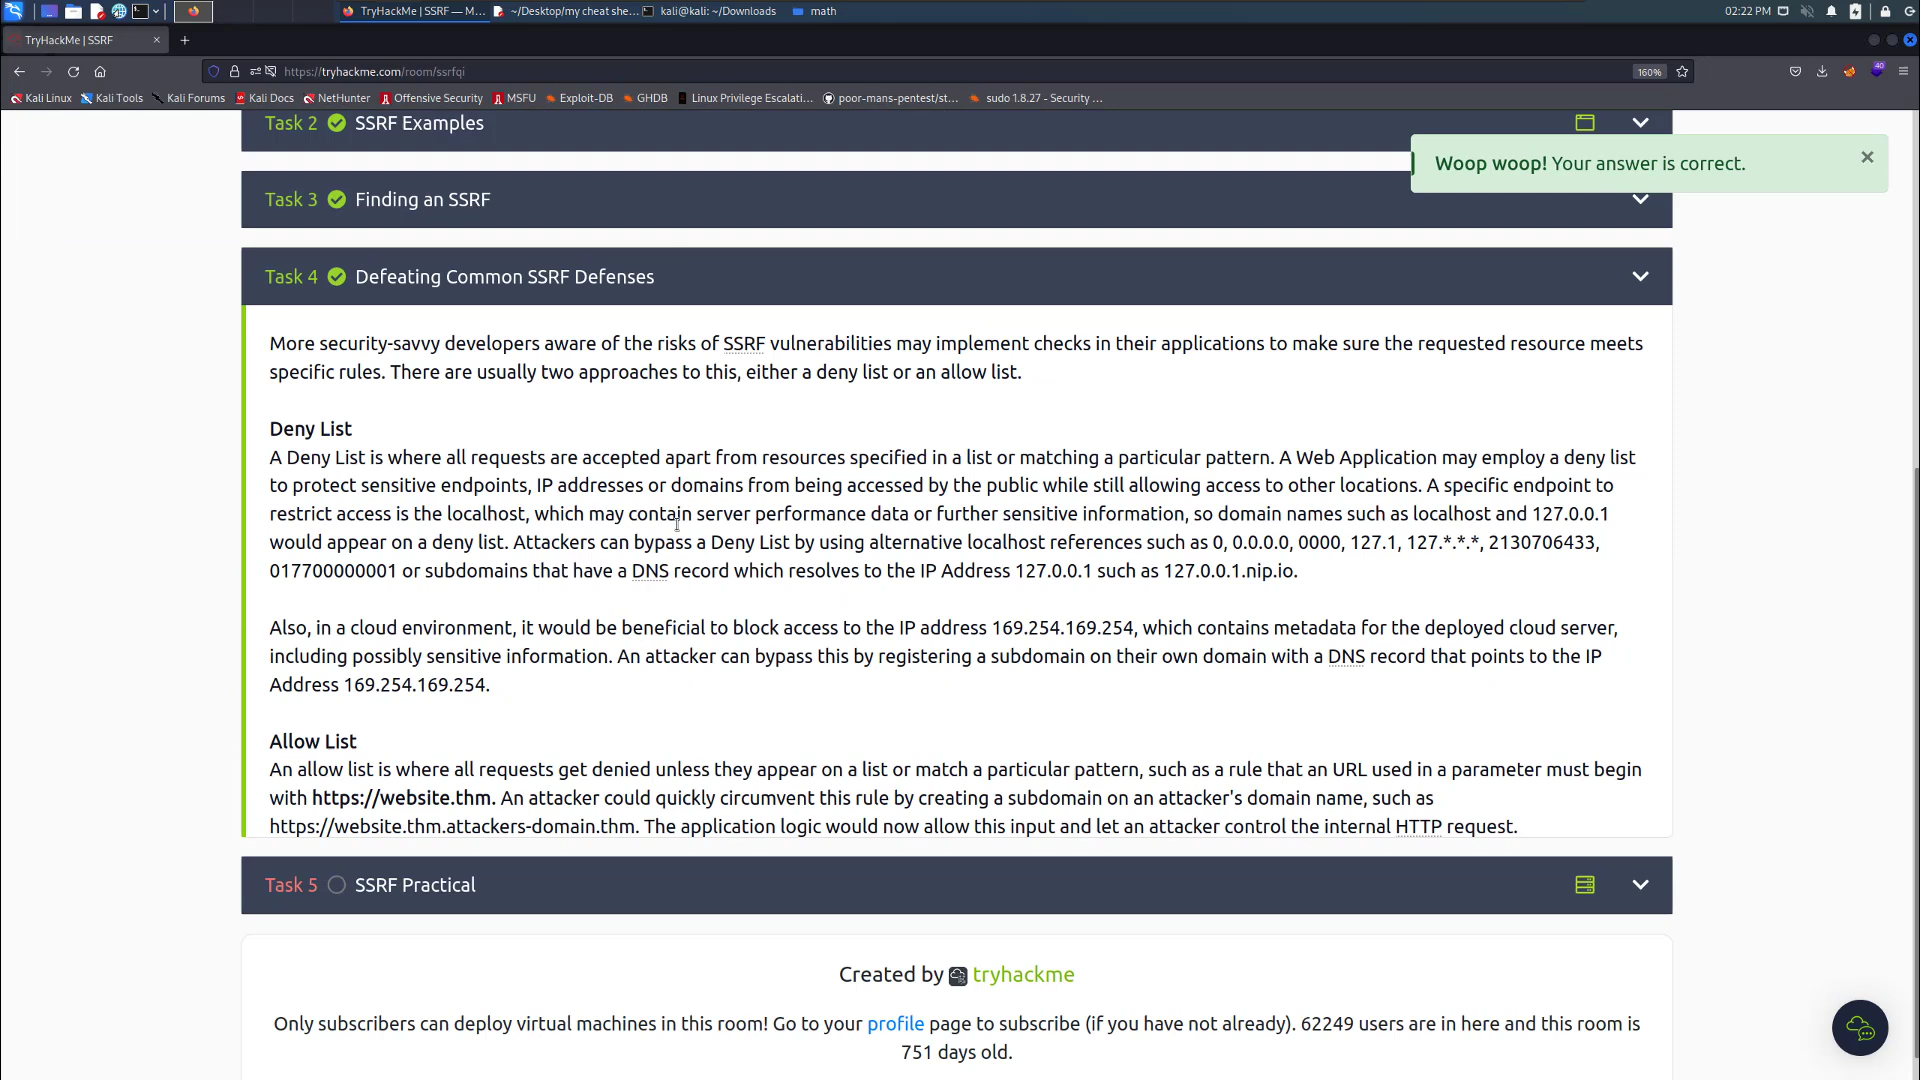 TryHackMe | SSRF — M...
~/Desktop/my cheat she...
kali@kali: ~/Downloads
math
02:22 PM
TryHackMe | SSRF
https://tryhackme.com/room/ssrfqi
160%
40
Kali Linux
Kali Tools
Kali Forums
Kali Docs
NetHunter
Offensive Security
MSFU
Exploit-DB
GHDB
Linux Privilege Escalati...
poor-mans-pentest/st...
sudo 1.8.27 - Security ...
Task 2 SSRF Examples
Woop woop! Your answer is correct.
Task 3 Finding an SSRF
Task 4 Defeating Common SSRF Defenses
More security-savvy developers aware of the risks of SSRF vulnerabilities may implement checks in their applications to make sure the requested resource meets
specific rules. There are usually two approaches to this, either a deny list or an allow list.
Deny List
A Deny List is where all requests are accepted apart from resources specified in a list or matching a particular pattern. A Web Application may employ a deny list
to protect sensitive endpoints, IP addresses or domains from being accessed by the public while still allowing access to other locations. A specific endpoint to
restrict access is the localhost, which may contain server performance data or further sensitive information, so domain names such as localhost and 127.0.0.1
would appear on a deny list. Attackers can bypass a Deny List by using alternative localhost references such as 0, 0.0.0.0, 0000, 127.1, 127.*.*.*, 2130706433,
017700000001 or subdomains that have a DNS record which resolves to the IP Address 127.0.0.1 such as 127.0.0.1.nip.io.
Also, in a cloud environment, it would be beneficial to block access to the IP address 169.254.169.254, which contains metadata for the deployed cloud server,
including possibly sensitive information. An attacker can bypass this by registering a subdomain on their own domain with a DNS record that points to the IP
Address 169.254.169.254.
Allow List
An allow list is where all requests get denied unless they appear on a list or match a particular pattern, such as a rule that an URL used in a parameter must begin
with https://website.thm. An attacker could quickly circumvent this rule by creating a subdomain on an attacker's domain name, such as
https://website.thm.attackers-domain.thm. The application logic would now allow this input and let an attacker control the internal HTTP request.
Task 5 SSRF Practical
Created by tryhackme
Only subscribers can deploy virtual machines in this room! Go to your profile page to subscribe (if you have not already). 62249 users are in here and this room is
751 days old.